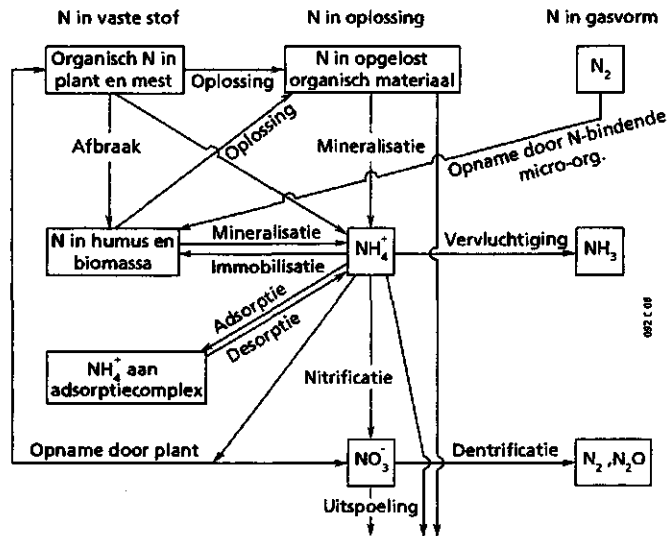 N in vaste stof
N in oplossing
N in gasvorm
Organisch N in
plant en mest
Oplossing
N in opgelost
organisch materiaal
N₂
Afbraak
Oplossing
Mineralisatie
Opname door N-bindende
micro-org.
N in humus en
biomassa
Mineralisatie
Immobilisatie
NH₄⁺
Vervluchtiging
NH₃
Adsorptie
Desorptie
NH₄⁺ aan
adsorptiecomplex
Nitrificatie
Opname door plant
NO₃⁻
Dentrificatie
N₂ ,N₂O
Uitspoeling